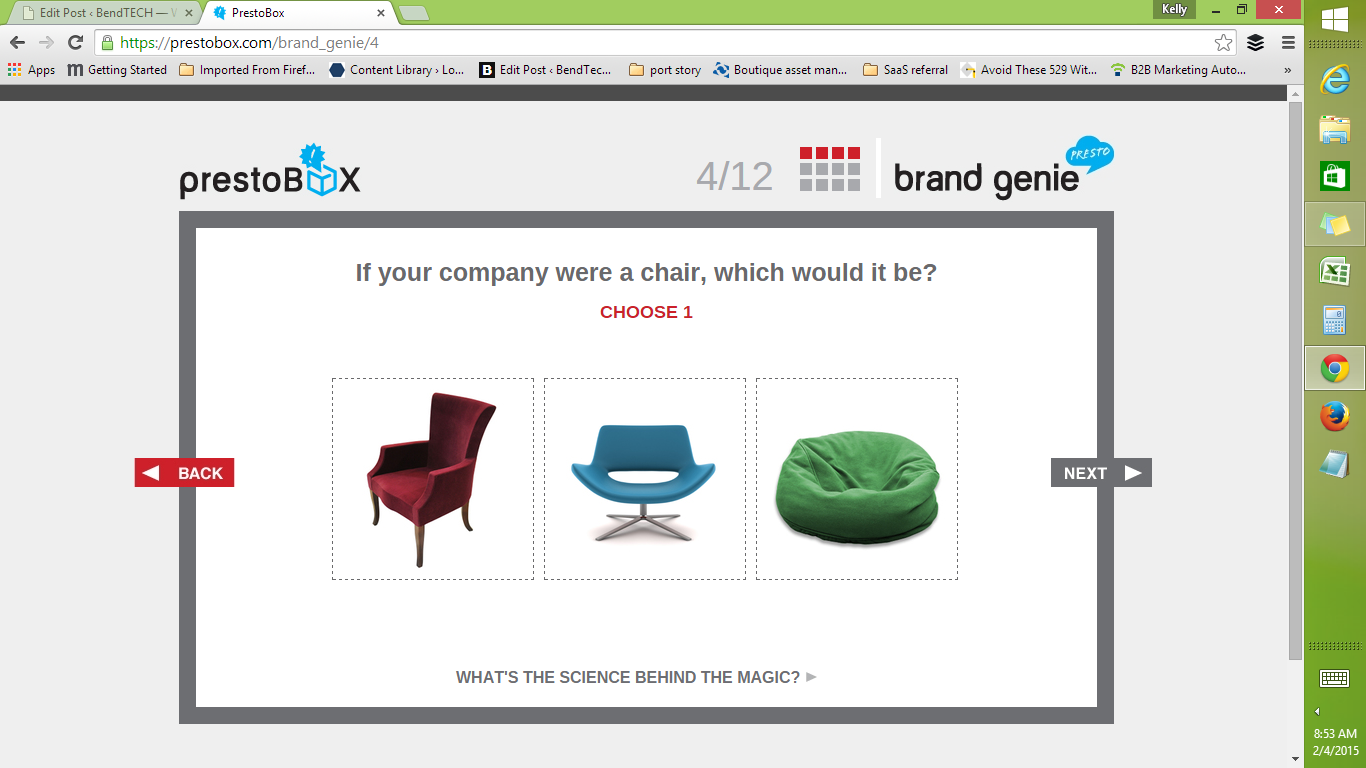 Edit Post ‹ BendTECH — W
PrestoBox
Kelly
https://prestobox.com/brand_genie/4
Apps
Getting Started
Imported From Firef...
Content Library › Lo...
B Edit Post ‹ BendTec...
port story
Boutique asset man...
SaaS referral
Avoid These 529 Wit...
B2B Marketing Auto...
»
prestoBOX
4/12
brand genie
PRESTO
If your company were a chair, which would it be?
CHOOSE 1
BACK
NEXT
WHAT'S THE SCIENCE BEHIND THE MAGIC?
8:53 AM
2/4/2015